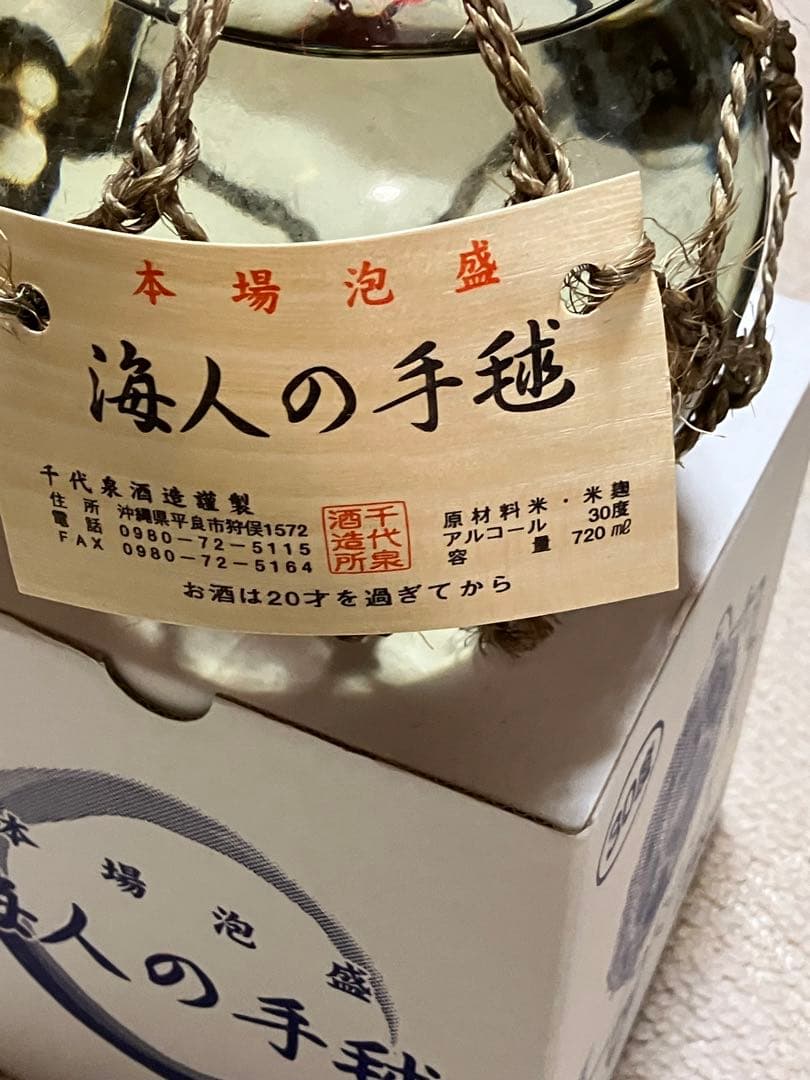 本場泡盛
海人の手毬
千代泉酒造謹製
住所 沖縄県平良市狩俣1572
電話 0980-72-5115
FAX 0980-72-5164
千代泉
酒造所
原材料 米・米麹
アルコール 30度
容量 720㎖
お酒は20才を過ぎてから
本場泡盛
海人の手毬
30度